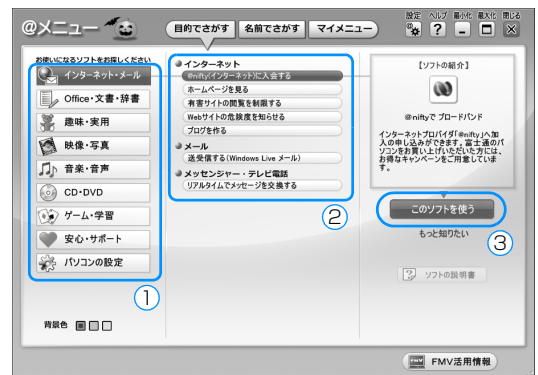 @メニュー
目的でさがす
名前でさがす
マイメニュー
設定 ヘルプ 最小化 最大化 閉じる
お使いになるソフトをお探しください
インターネット・メール
Office・文書・辞書
趣味・実用
映像・写真
音楽・音声
CD・DVD
ゲーム・学習
安心・サポート
パソコンの設定
①
背景色
インターネット
@nifty(インターネット)に入会する
ホームページを見る
有害サイトの閲覧を制限する
Webサイトの危険度を知らせる
ブログを作る
メール
送受信する(Windows Live メール)
メッセンジャー・テレビ電話
リアルタイムでメッセージを交換する
②
【ソフトの紹介】
@niftyで ブロードバンド
インターネットプロバイダ「@nifty」へ加
入の申し込みができます。富士通のパ
ソコンをお買い上げいただいた方には、
お得なキャンペーンをご用意していま
す。
このソフトを使う
もっと知りたい
③
ソフトの説明書
FMV活用情報